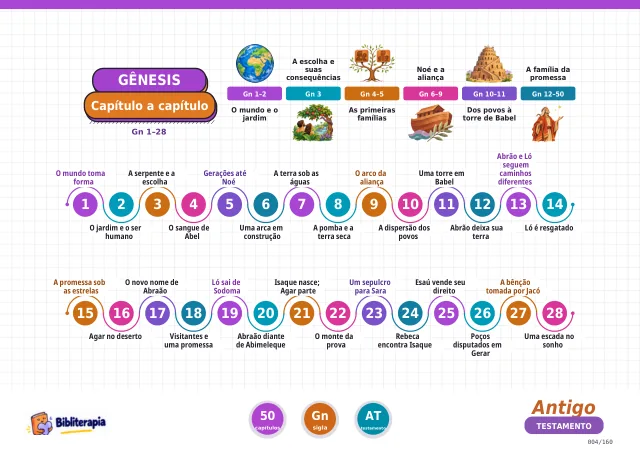 GÊNESIS
Capítulo a capítulo
Gn 1–28
A escolha e
suas
consequências
Noé e a
aliança
A família da
promessa
Gn 1–2
Gn 3
Gn 4–5
Gn 6–9
Gn 10–11
Gn 12–50
O mundo e o
jardim
As primeiras
famílias
Dos povos à
torre de Babel
O mundo toma
forma
A serpente e a
escolha
Gerações até
Noé
A terra sob as
águas
O arco da
aliança
Uma torre em
Babel
Abrão e Ló
seguem
caminhos
diferentes
1 2 3 4 5 6 7 8 9 10 11 12 13 14
O jardim e o ser
humano
O sangue de
Abel
Uma arca em
construção
A pomba e a
terra seca
A dispersão dos
povos
Abrão deixa sua
terra
Ló é resgatado
A promessa sob
as estrelas
O novo nome de
Abraão
Ló sai de
Sodoma
Isaque nasce;
Agar parte
Um sepulcro
para Sara
Esaú vende seu
direito
A bênção
tomada por Jacó
15 16 17 18 19 20 21 22 23 24 25 26 27 28
Agar no deserto
Visitantes e
uma promessa
Abraão diante
de Abimeleque
O monte da
prova
Rebeca
encontra Isaque
Poços
disputados em
Gerar
Uma escada no
sonho
Bibliterapia
50
capítulos
Gn
sigla
AT
testamento
Antigo
TESTAMENTO
004/160